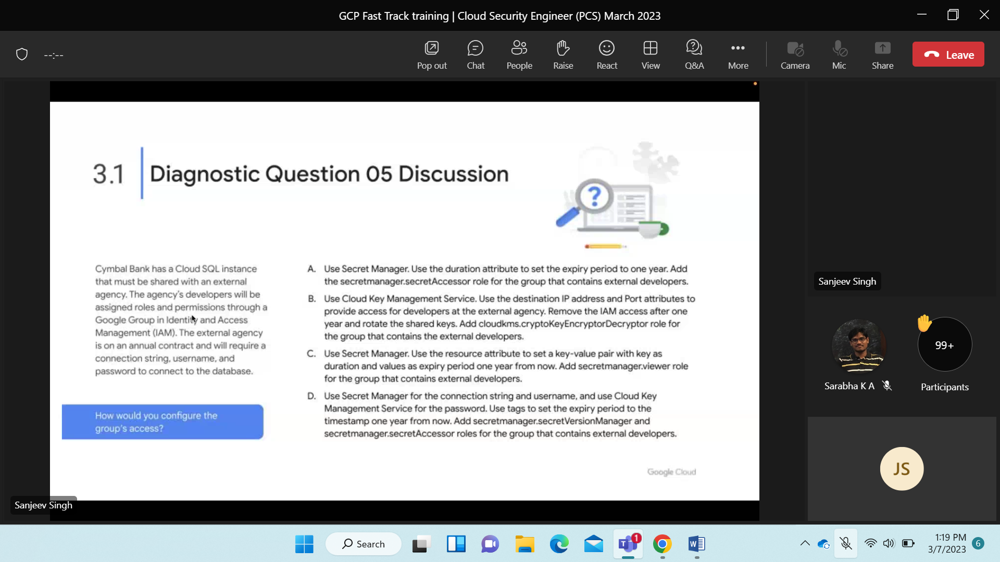 GCP Fast Track training | Cloud Security Engineer (PCS) March 2023
--:--
Pop out
Chat
People
Raise
React
View
Q&A
More
Camera
Mic
Share
Leave
3.1
Diagnostic Question 05 Discussion
?
Cymbal Bank has a Cloud SQL instance
that must be shared with an external
agency. The agency's developers will be
assigned roles and permissions through a
Google Group in Identity and Access
Management (IAM). The external agency
is on an annual contract and will require a
connection string, username, and
password to connect to the database.
How would you configure the
group's access?
A. Use Secret Manager. Use the duration attribute to set the expiry period to one year. Add
the secretmanager.secretAccessor role for the group that contains external developers.
B. Use Cloud Key Management Service. Use the destination IP address and Port attributes to
provide access for developers at the external agency. Remove the IAM access after one
year and rotate the shared keys. Add cloudkms.cryptoKeyEncryptorDecryptor role for
the group that contains the external developers.
C. Use Secret Manager. Use the resource attribute to set a key-value pair with key as
duration and values as expiry period one year from now. Add secretmanager.viewer role
for the group that contains external developers.
D. Use Secret Manager for the connection string and username, and use Cloud Key
Management Service for the password. Use tags to set the expiry period to the
timestamp one year from now. Add secretmanager.secretVersionManager and
secretmanager.secretAccessor roles for the group that contains external developers.
Google Cloud
Sanjeev Singh
Sanjeev Singh
Sarabha K A
99+
Participants
JS
Search
T
1
W
1:19 PM
3/7/2023
6